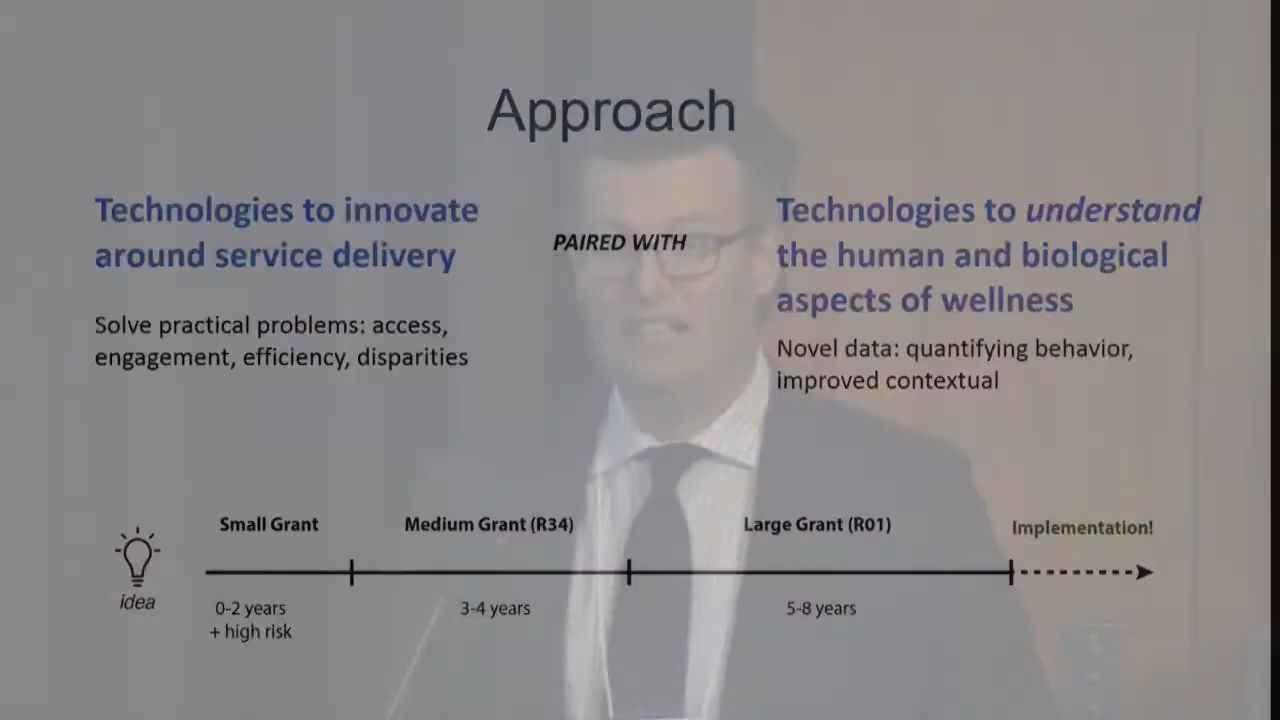 Approach
Technologies to innovate
around service delivery
Solve practical problems: access,
engagement, efficiency, disparities
PAIRED WITH
Technologies to understand
the human and biological
aspects of wellness
Novel data: quantifying behavior,
improved contextual
Small Grant
Medium Grant (R34)
Large Grant (R01)
Implementation!
idea
0-2 years
+ high risk
3-4 years
5-8 years